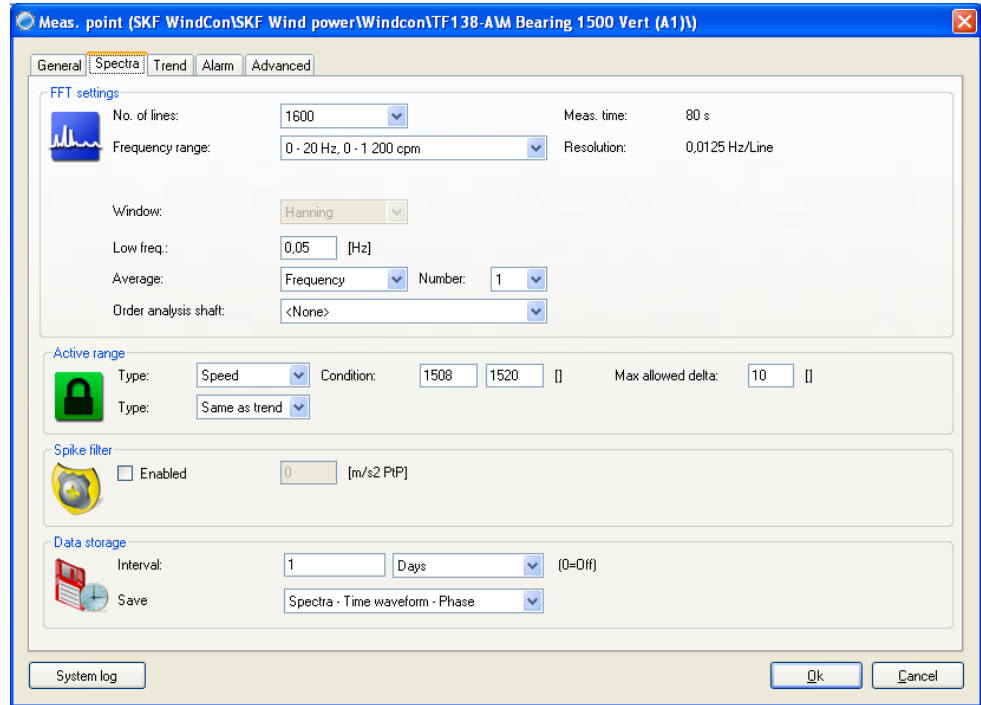 Meas. point (SKF WindCon\SKF Wind power\Windcon\TF138-A\M Bearing 1500 Vert (A1)\)
General Spectra Trend Alarm Advanced
FFT settings
No. of lines: 1600 Meas. time: 80 s
Frequency range: 0 - 20 Hz, 0 - 1 200 cpm Resolution: 0,0125 Hz/Line
Window: Hanning
Low freq.: 0,05 [Hz]
Average: Frequency Number: 1
Order analysis shaft: <None>
Active range
Type: Speed Condition: 1508 1520 [] Max allowed delta: 10 []
Type: Same as trend
Spike filter
Enabled 0 [m/s2 PtP]
Data storage
Interval: 1 Days (0=Off)
Save Spectra - Time waveform - Phase
System log Ok Cancel